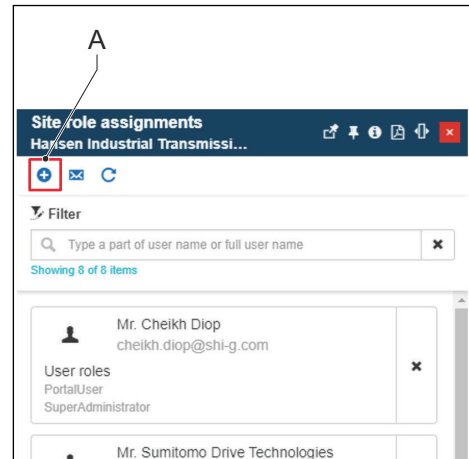 A
Site role assignments
Hansen Industrial Transmissi...
Filter
Type a part of user name or full user name
Showing 8 of 8 items
Mr. Cheikh Diop
cheikh.diop@shi-g.com
User roles
PortalUser
SuperAdministrator
Mr. Sumitomo Drive Technologies